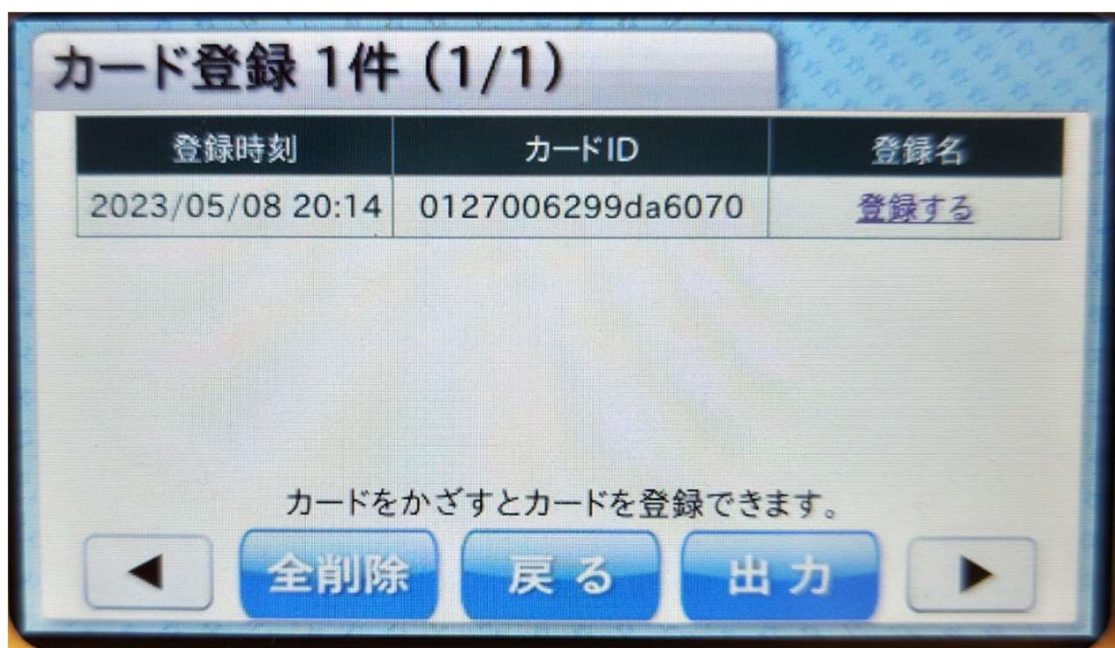 カード登録 1件 (1/1)
登録時刻 カードID 登録名
2023/05/08 20:14 0127006299da6070 登録する
カードをかざすとカードを登録できます。
◀ 全削除 戻る 出力 ▶